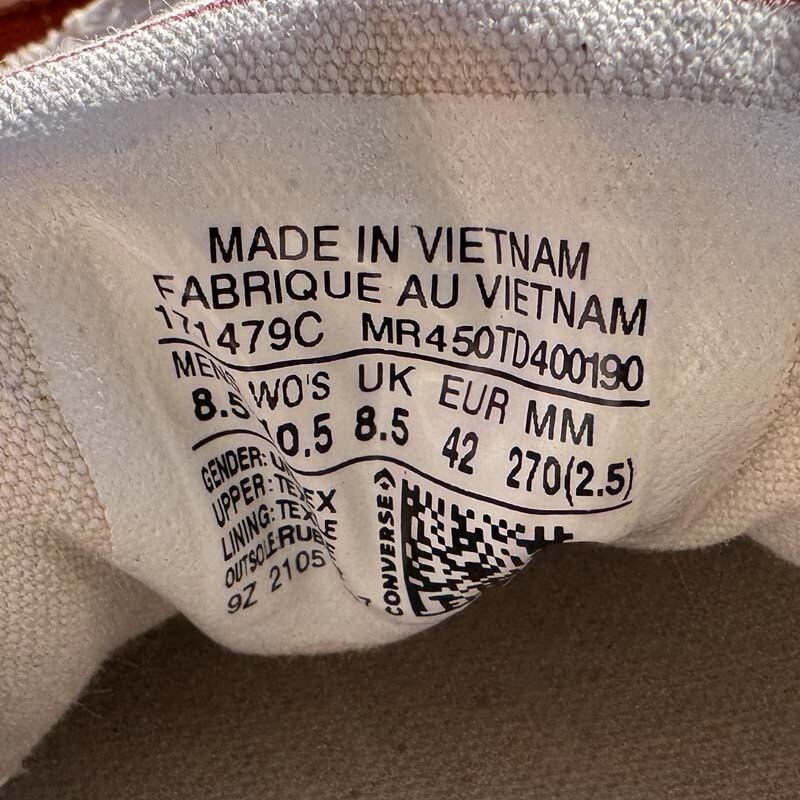 MADE IN VIETNAM
FABRIQUE AU VIETNAM
171479C MR450TD400190
WO'S UK EUR MM
8.5 8.5 42 270(2.5)
GENDER:
UPPER:
LINING:
OUTSOLE:
9Z 2105
CONVERSE